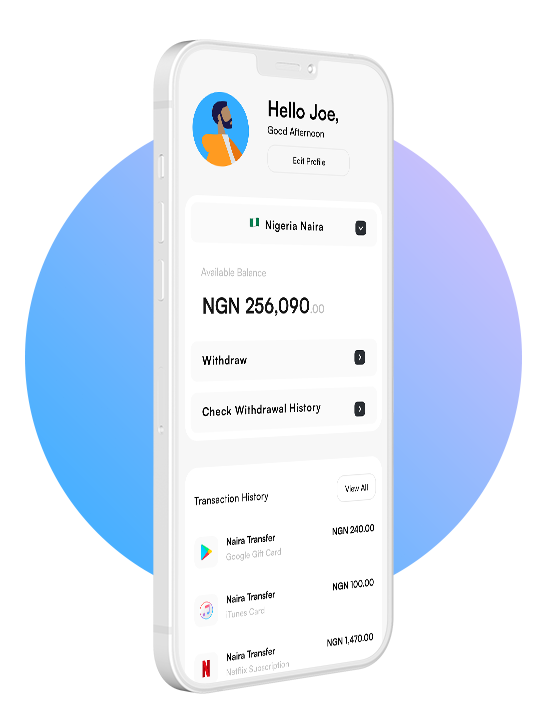 Hello Joe,
Good Afternoon
Edit Profile
Nigeria Naira
Available Balance
NGN 256,090.00
Withdraw
Check Withdrawal History
Transaction History
View All
Naira Transfer
NGN 240.00
Google Gift Card
Naira Transfer
NGN 100.00
iTunes Card
Naira Transfer
NGN 1,470.00
Netflix Subscription